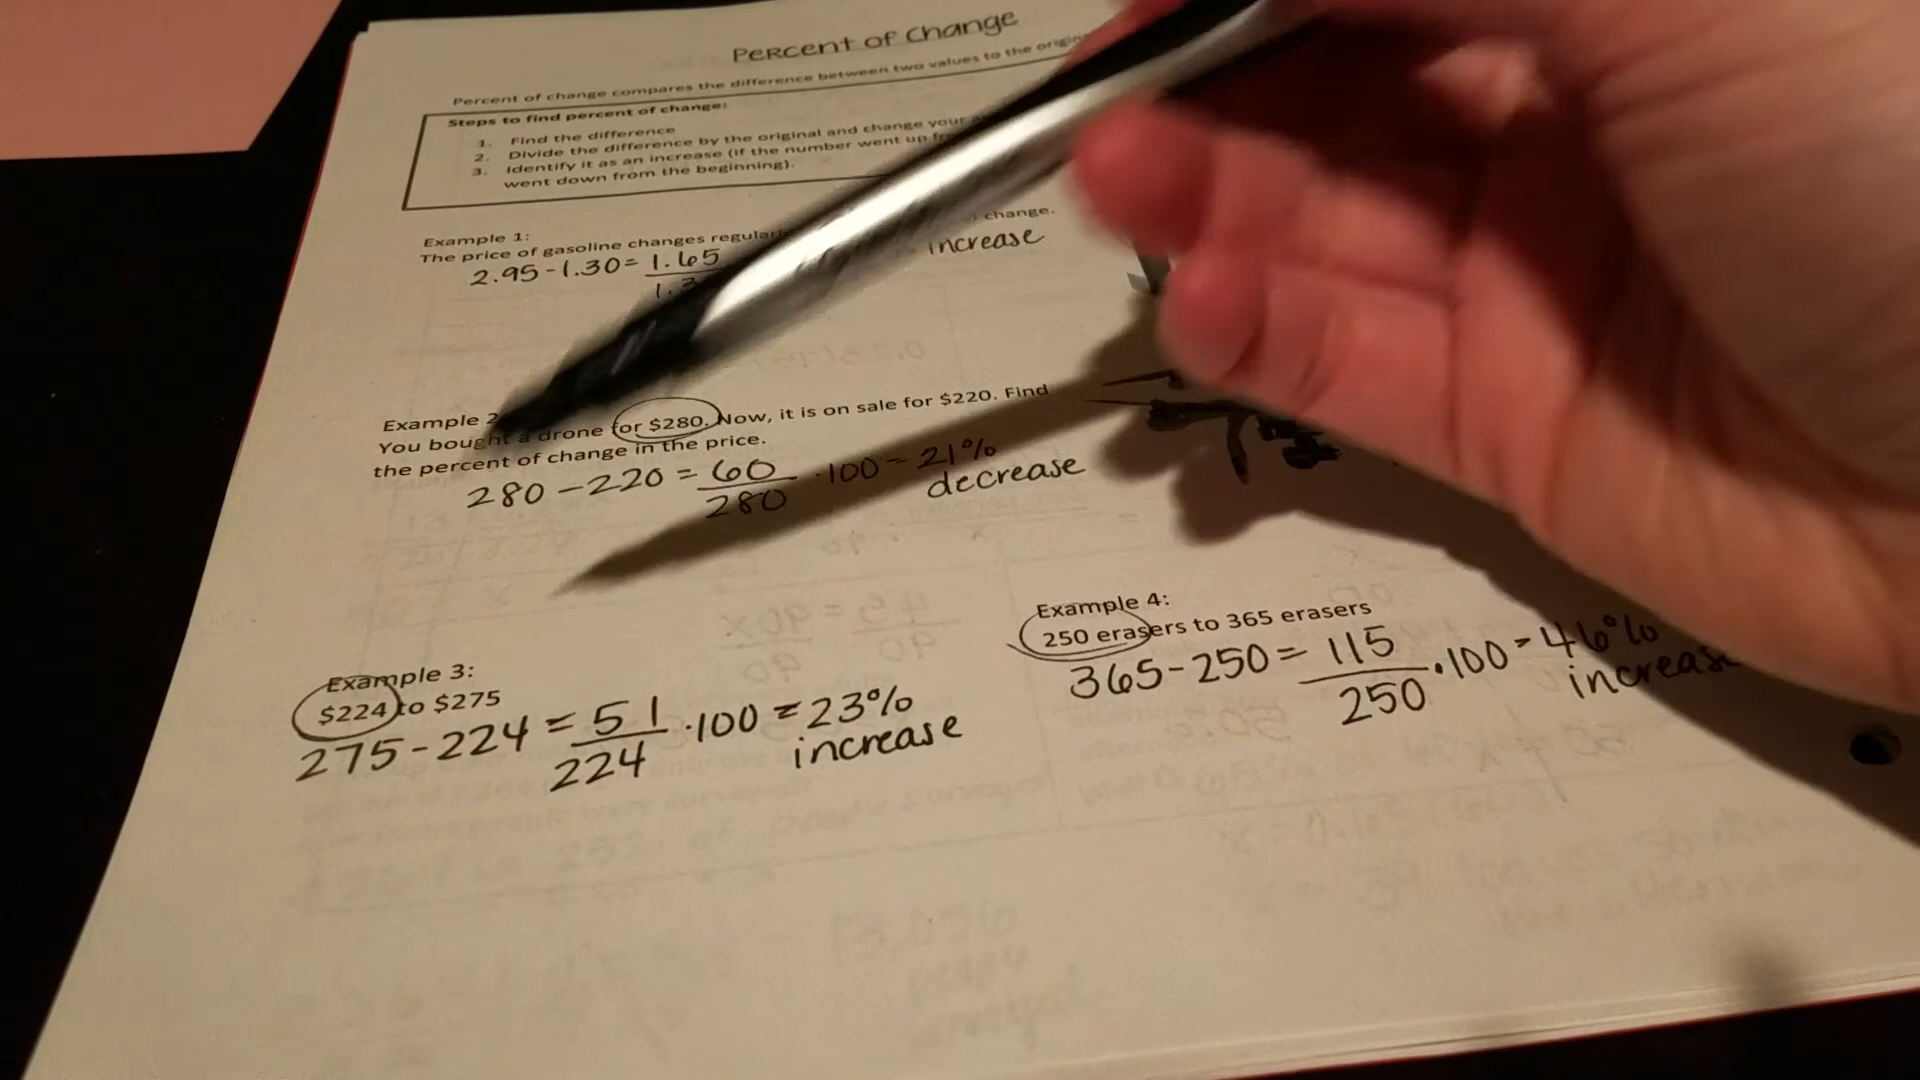 Percent of Change
Percent of change compares the difference between two values to the
Steps to find percent of change:
1. Find the difference
2. Divide the difference by the original and change your
3. Identify it as an increase (if the number went up
went down from the beginning).
Example 1:
The price of gasoline changes change.
2.95-1.30= 1.65 increase
Example
You bought a drone for $280. Now, it is on sale for $220. Find
the percent of change in the price.
280-220=60 ·100=21%
280 decrease
Example 3:
$224 to $275
275-224=51 ·100=23%
224 increase
Example 4:
250 erasers to 365 erasers
365-250=115 ·100=46%
250 increase